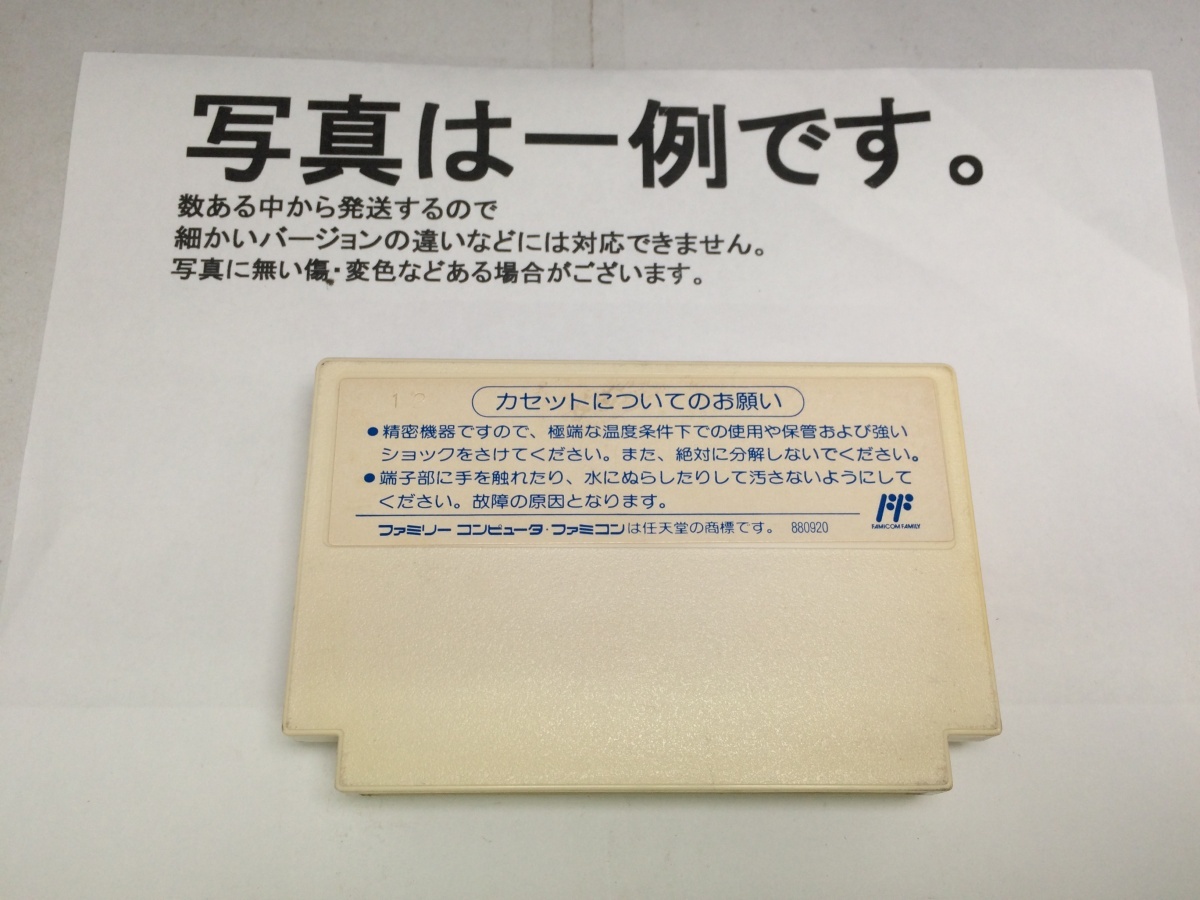 写真は一例です。
数ある中から発送するので
細かいバージョンの違いなどには対応できません。
写真に無い傷・変色などある場合がございます。
カセットについてのお願い
●精密機器ですので、極端な温度条件下での使用や保管および強い
ショックをさけてください。また、絶対に分解しないでください。
●端子部に手を触れたり、水にぬらしたりして汚さないようにして
ください。故障の原因となります。
ファミリーコンピュータ・ファミコンは任天堂の商標です。 880920
FAMICOM FAMILY